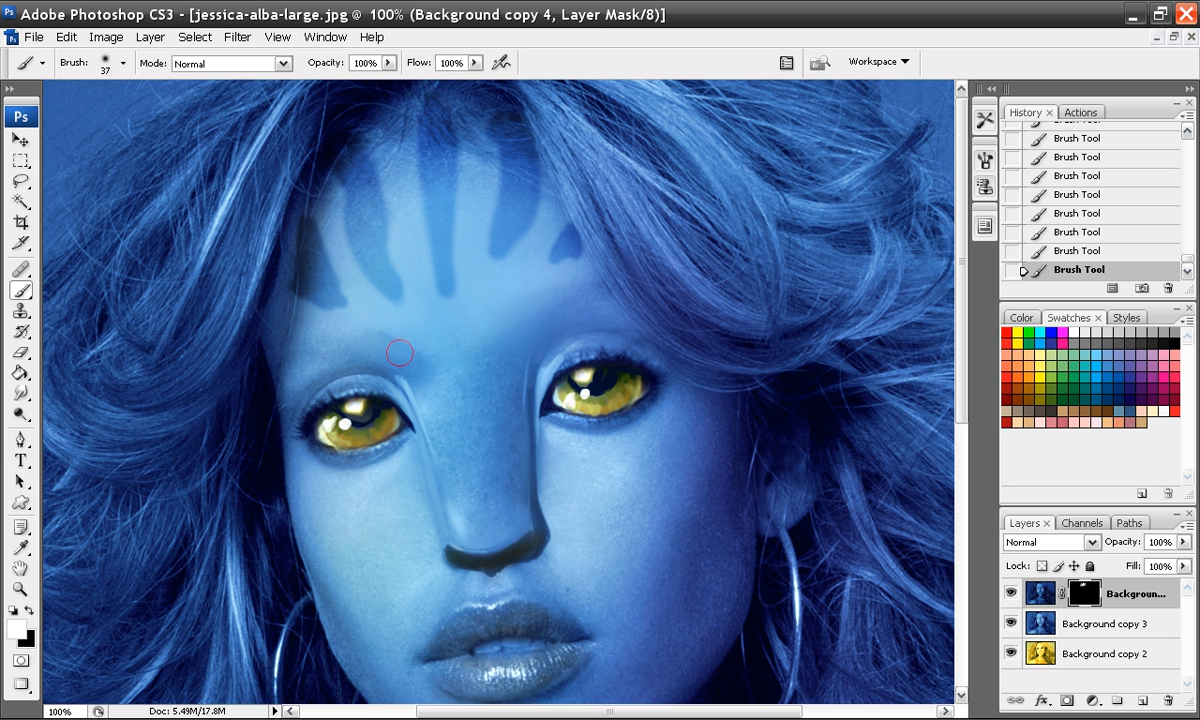 Adobe Photoshop CS3 - [jessica-alba-large.jpg @ 100% (Background copy 4, Layer Mask/8)]
File Edit Image Layer Select Filter View Window Help
Brush: 37 Mode: Normal Opacity: 100% Flow: 100% Workspace
Ps
History Actions
Brush Tool
Brush Tool
Brush Tool
Brush Tool
Brush Tool
Brush Tool
Brush Tool
Brush Tool
Color Swatches Styles
Layers Channels Paths
Normal Opacity: 100%
Lock: Fill: 100%
Backgroun...
Background copy 3
Background copy 2
100% Doc: 5.49M/17.8M